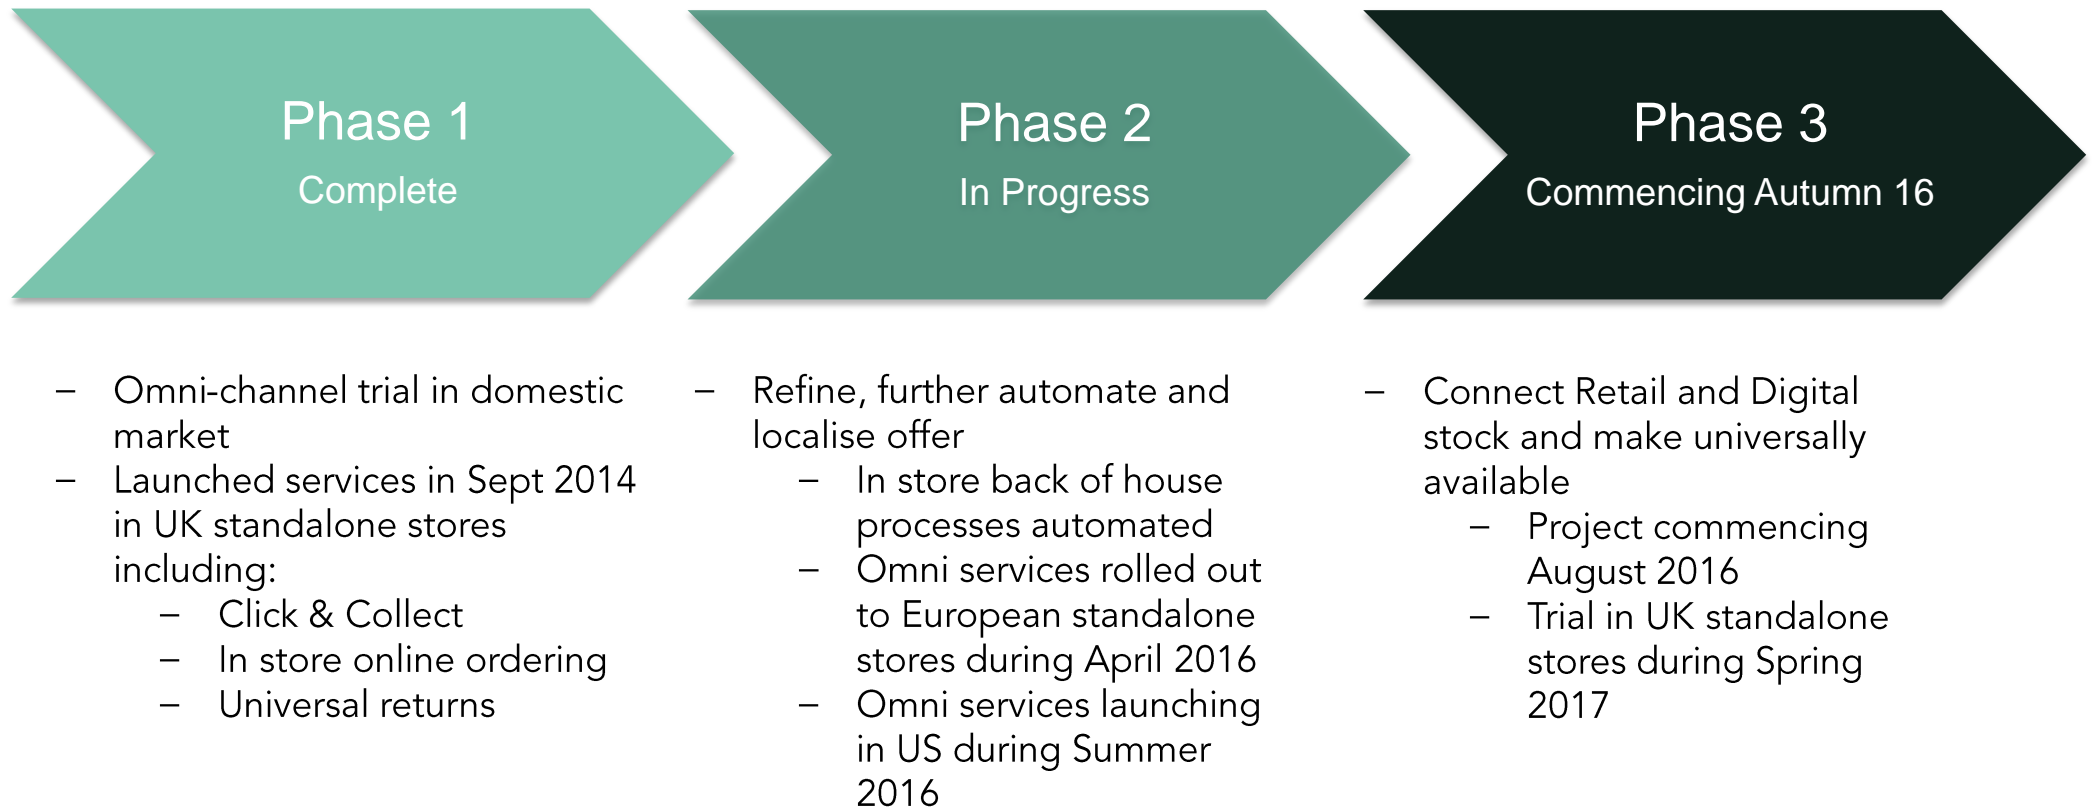 Phase 1
Complete
Phase 2
In Progress
Phase 3
Commencing Autumn 16
– Omni-channel trial in domestic
market
– Launched services in Sept 2014
in UK standalone stores
including:
– Click & Collect
– In store online ordering
– Universal returns
– Refine, further automate and
localise offer
– In store back of house
processes automated
– Omni services rolled out
to European standalone
stores during April 2016
– Omni services launching
in US during Summer
2016
– Connect Retail and Digital
stock and make universally
available
– Project commencing
August 2016
– Trial in UK standalone
stores during Spring
2017